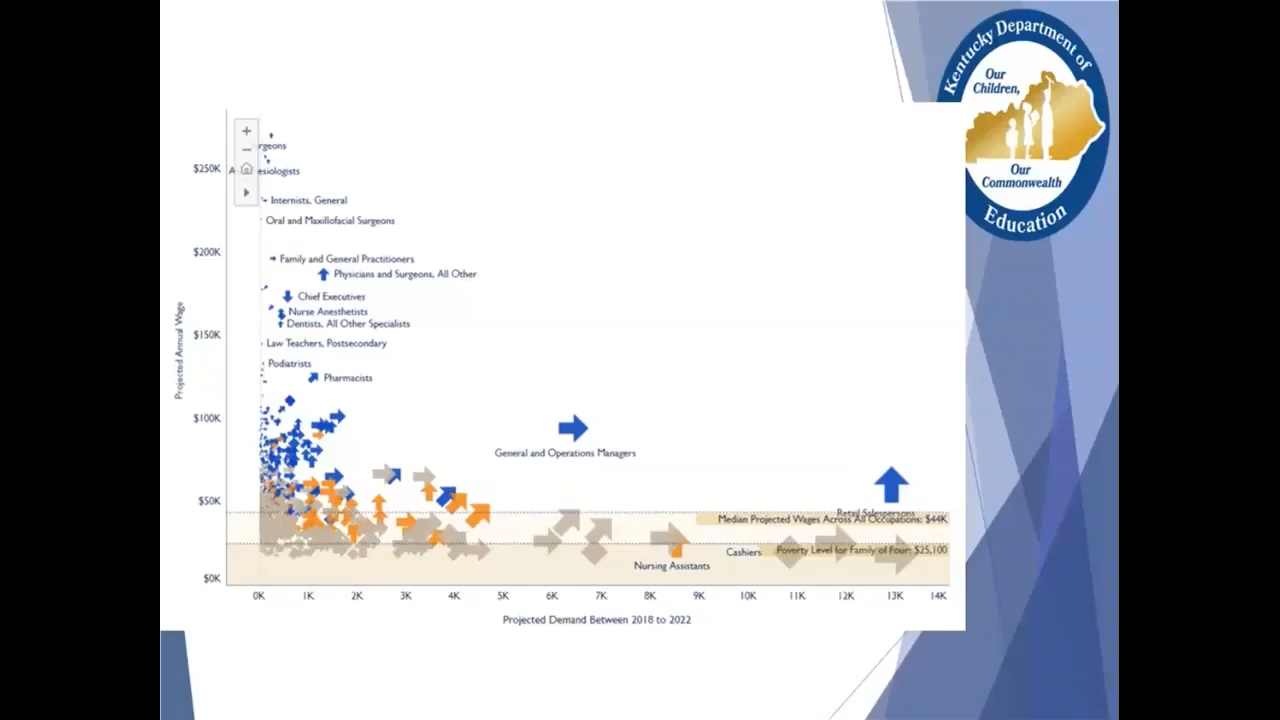 Kentucky Department of
Education
Our
Children,
Our
Commonwealth
+
−
$250K
Internists, General
Oral and Maxillofacial Surgeons
$200K
Family and General Practitioners
Physicians and Surgeons, All Other
Chief Executives
Nurse Anesthetists
Dentists, All Other Specialists
$150K
Law Teachers, Postsecondary
Podiatrists
Pharmacists
$100K
General and Operations Managers
$50K
Retail Salespersons
Median Projected Wages Across All Occupations: $44K
Cashiers
Poverty Level for Family of Four: $25,100
Nursing Assistants
$0K
Projected Annual Wage
0K 1K 2K 3K 4K 5K 6K 7K 8K 9K 10K 11K 12K 13K 14K
Projected Demand Between 2018 to 2022